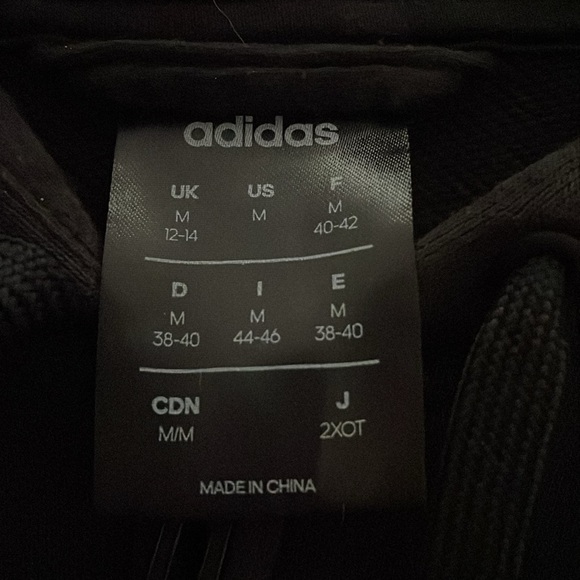 adidas
UK US F
M M M
12-14 40-42
D I E
M M M
38-40 44-46 38-40
CDN J
M/M 2XOT
MADE IN CHINA